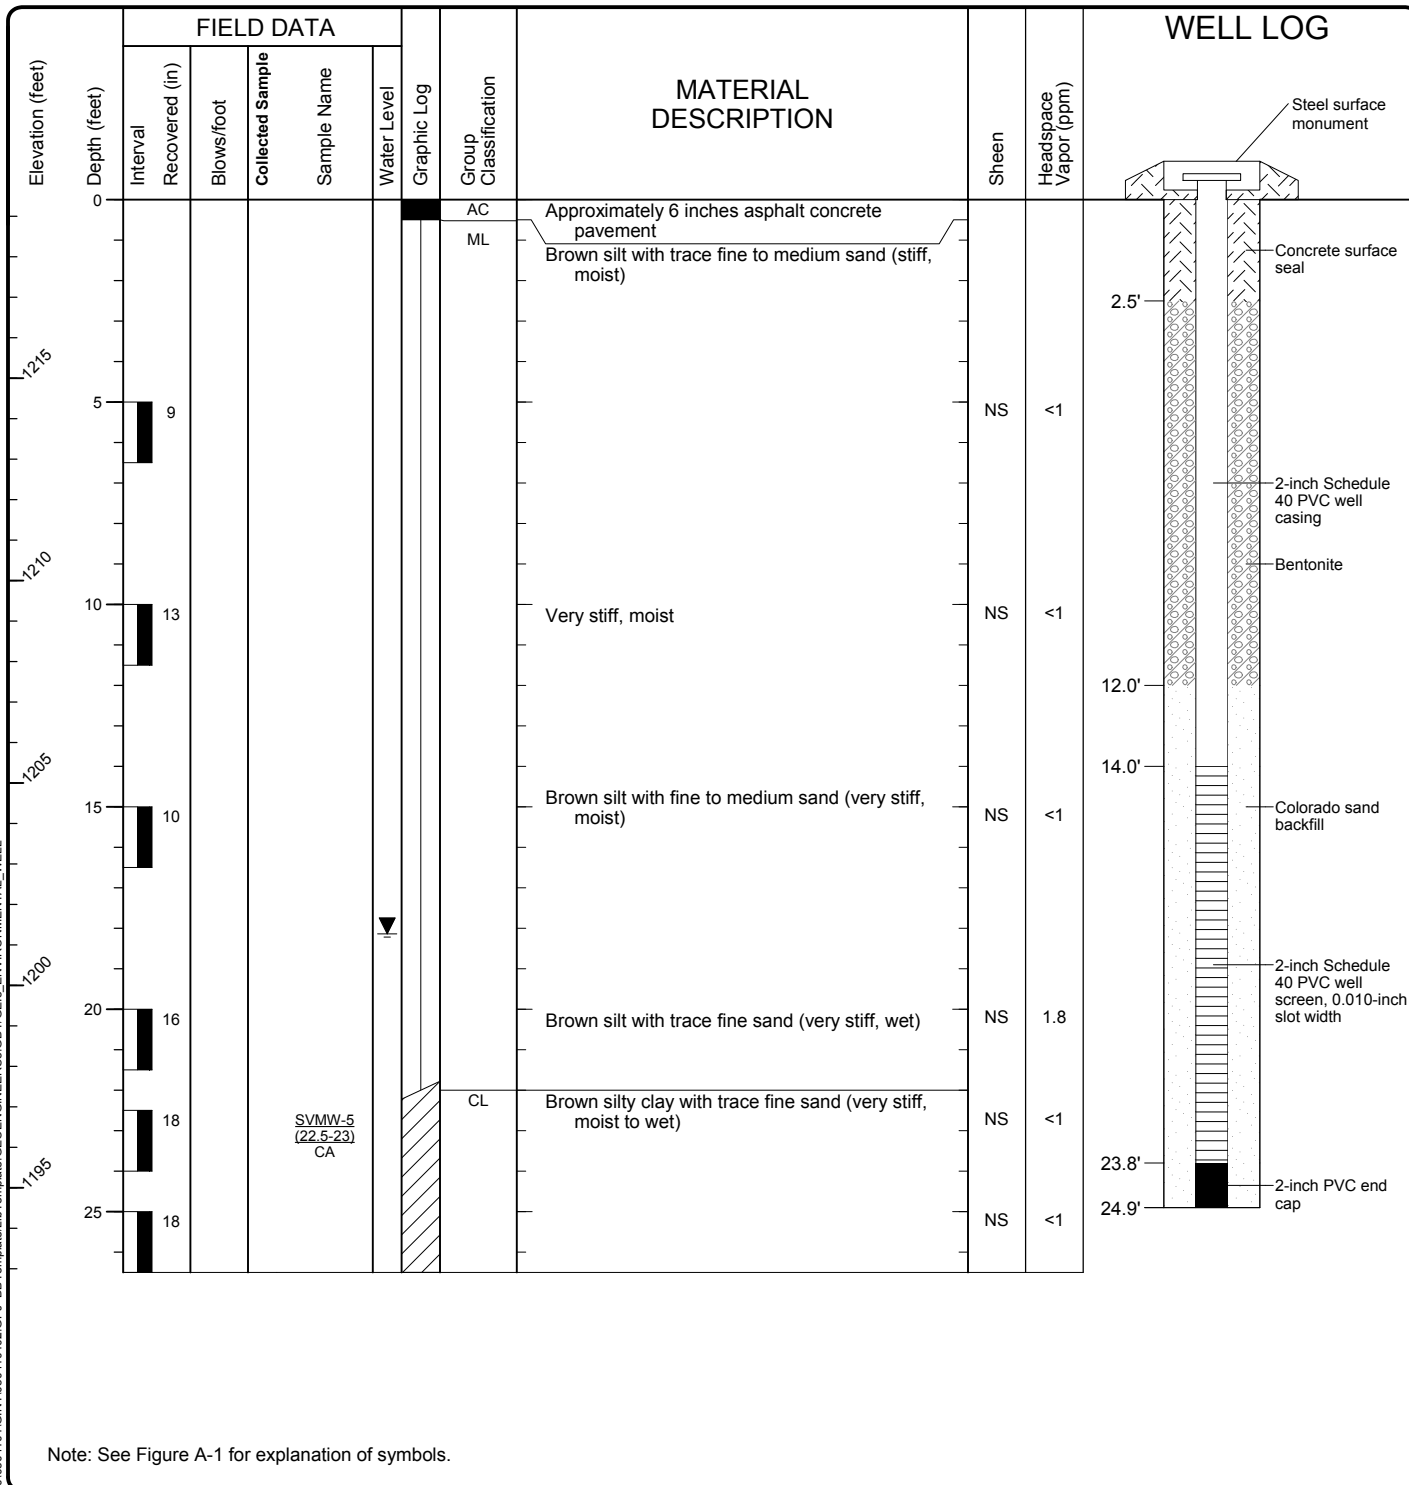 FIELD DATA
WELL LOG
Elevation (feet)
Depth (feet)
Interval
Recovered (in)
Blows/foot
Collected Sample
Sample Name
Water Level
Graphic Log
Group
Classification
MATERIAL
DESCRIPTION
Sheen
Headspace
Vapor (ppm)
Steel surface
monument
0
AC
Approximately 6 inches asphalt concrete
pavement
ML
Brown silt with trace fine to medium sand (stiff,
moist)
Concrete surface
seal
2.5'
1215
5
9
NS
<1
2-inch Schedule
40 PVC well
casing
Bentonite
1210
10
13
Very stiff, moist
NS
<1
12.0'
14.0'
1205
15
10
Brown silt with fine to medium sand (very stiff,
moist)
NS
<1
Colorado sand
backfill
1200
2-inch Schedule
40 PVC well
screen, 0.010-inch
slot width
20
16
Brown silt with trace fine sand (very stiff, wet)
NS
1.8
CL
Brown silty clay with trace fine sand (very stiff,
moist to wet)
18
SVMW-5
(22.5-23)
CA
NS
<1
1195
23.8'
2-inch PVC end
cap
24.9'
25
18
NS
<1
Note: See Figure A-1 for explanation of symbols.